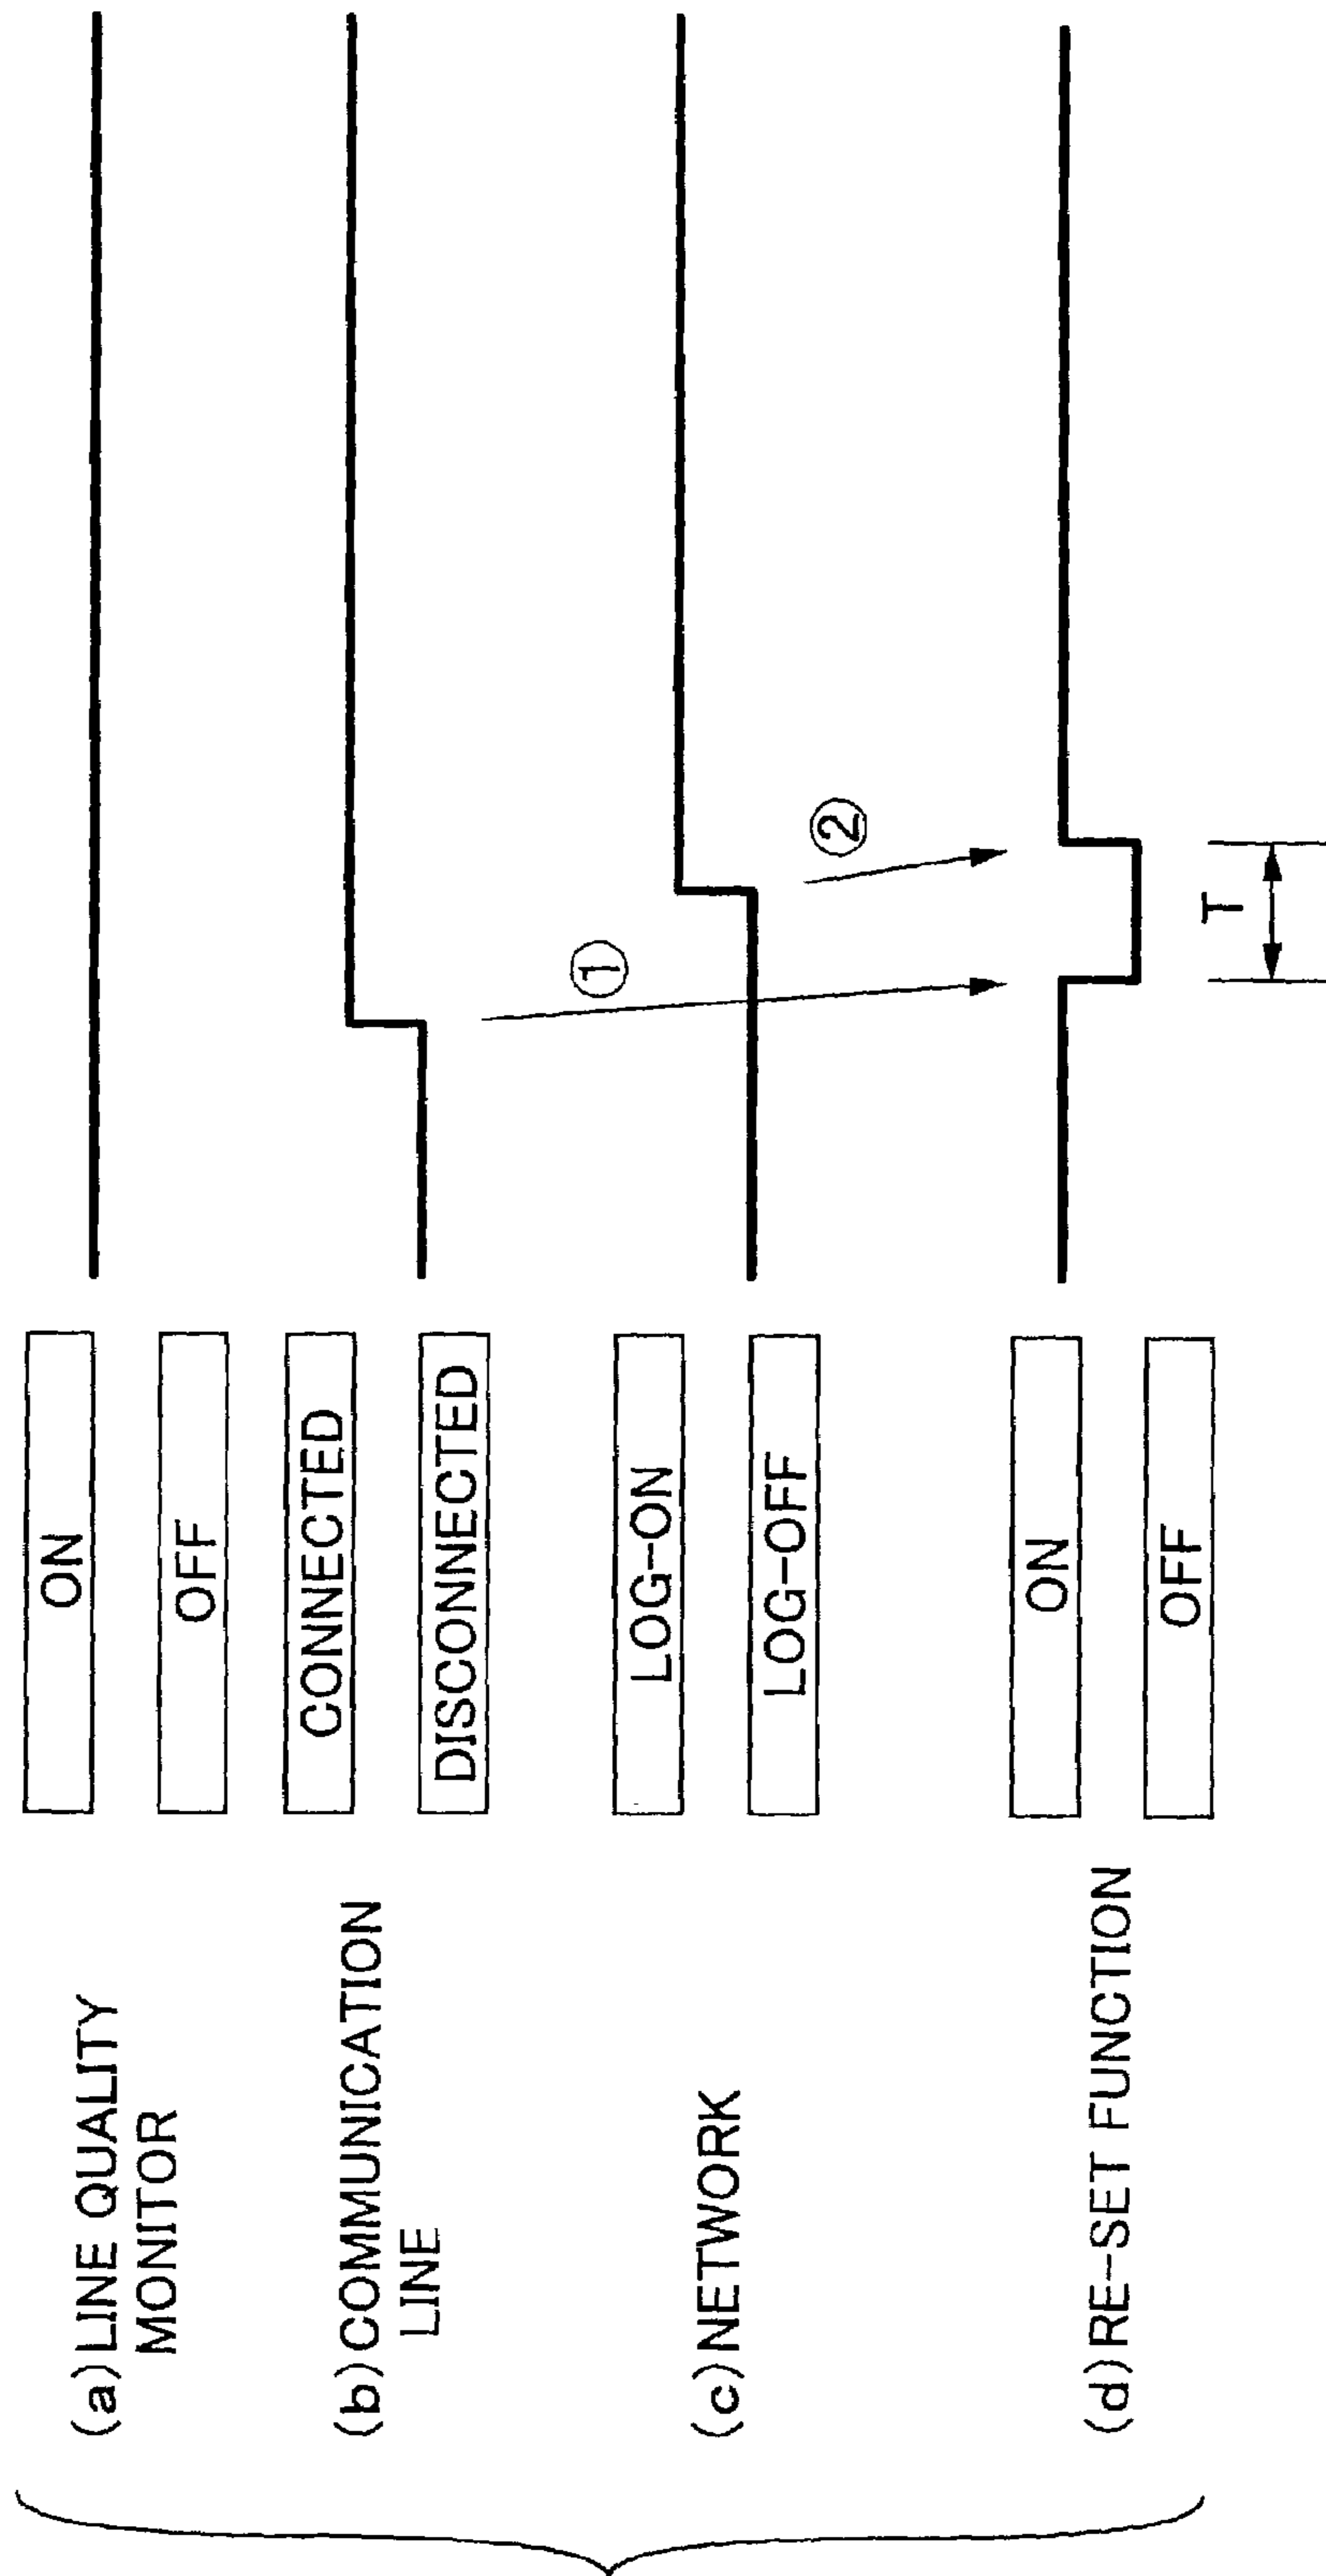 (a) LINE QUALITY
MONITOR
ON
OFF
(b) COMMUNICATION
LINE
CONNECTED
DISCONNECTED
①
(c) NETWORK
LOG-ON
LOG-OFF
②
(d) RE-SET FUNCTION
ON
OFF
T